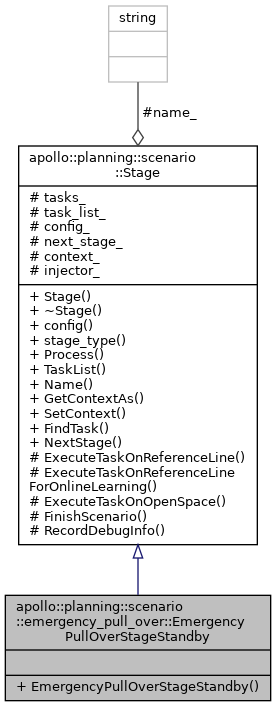 string
#name_
apollo::planning::scenario
::Stage
# tasks_
# task_list_
# config_
# next_stage_
# context_
# injector_
+ Stage()
+ ~Stage()
+ config()
+ stage_type()
+ Process()
+ TaskList()
+ Name()
+ GetContextAs()
+ SetContext()
+ FindTask()
+ NextStage()
# ExecuteTaskOnReferenceLine()
# ExecuteTaskOnReferenceLine
ForOnlineLearning()
# ExecuteTaskOnOpenSpace()
# FinishScenario()
# RecordDebugInfo()
apollo::planning::scenario
::emergency_pull_over::Emergency
PullOverStageStandby
+ EmergencyPullOverStageStandby()